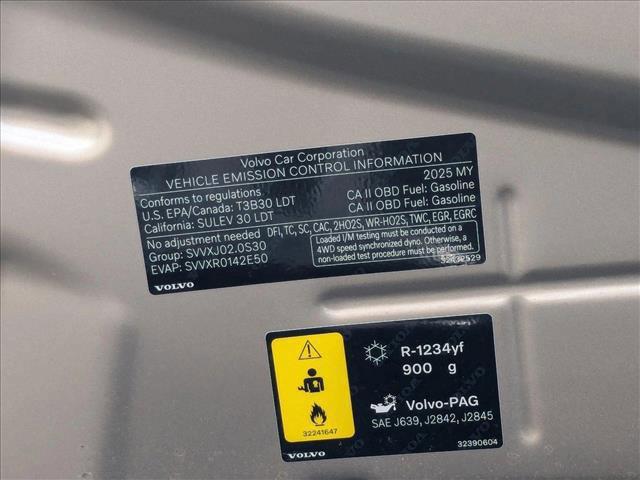 Volvo Car Corporation
VEHICLE EMISSION CONTROL INFORMATION
Conforms to regulations 2025 MY
U.S. EPA/Canada: T3B30 LDT CA II OBD Fuel: Gasoline
California: SULEV 30 LDT CA II OBD Fuel: Gasoline
No adjustment needed DFI, TC, SC, CAC, 2HO2S, WR-HO2S, TWC, EGR, EGRC
Group: SVVXJ02.0S30
EVAP: SVVXR0142E50
Loaded I/M testing must be conducted on a
4WD speed synchronized dyno. Otherwise, a
non-loaded test procedure must be used.
VOLVO
R-1234yf
900 g
Volvo-PAG
SAE J639, J2842, J2845
32241647
32390604
VOLVO